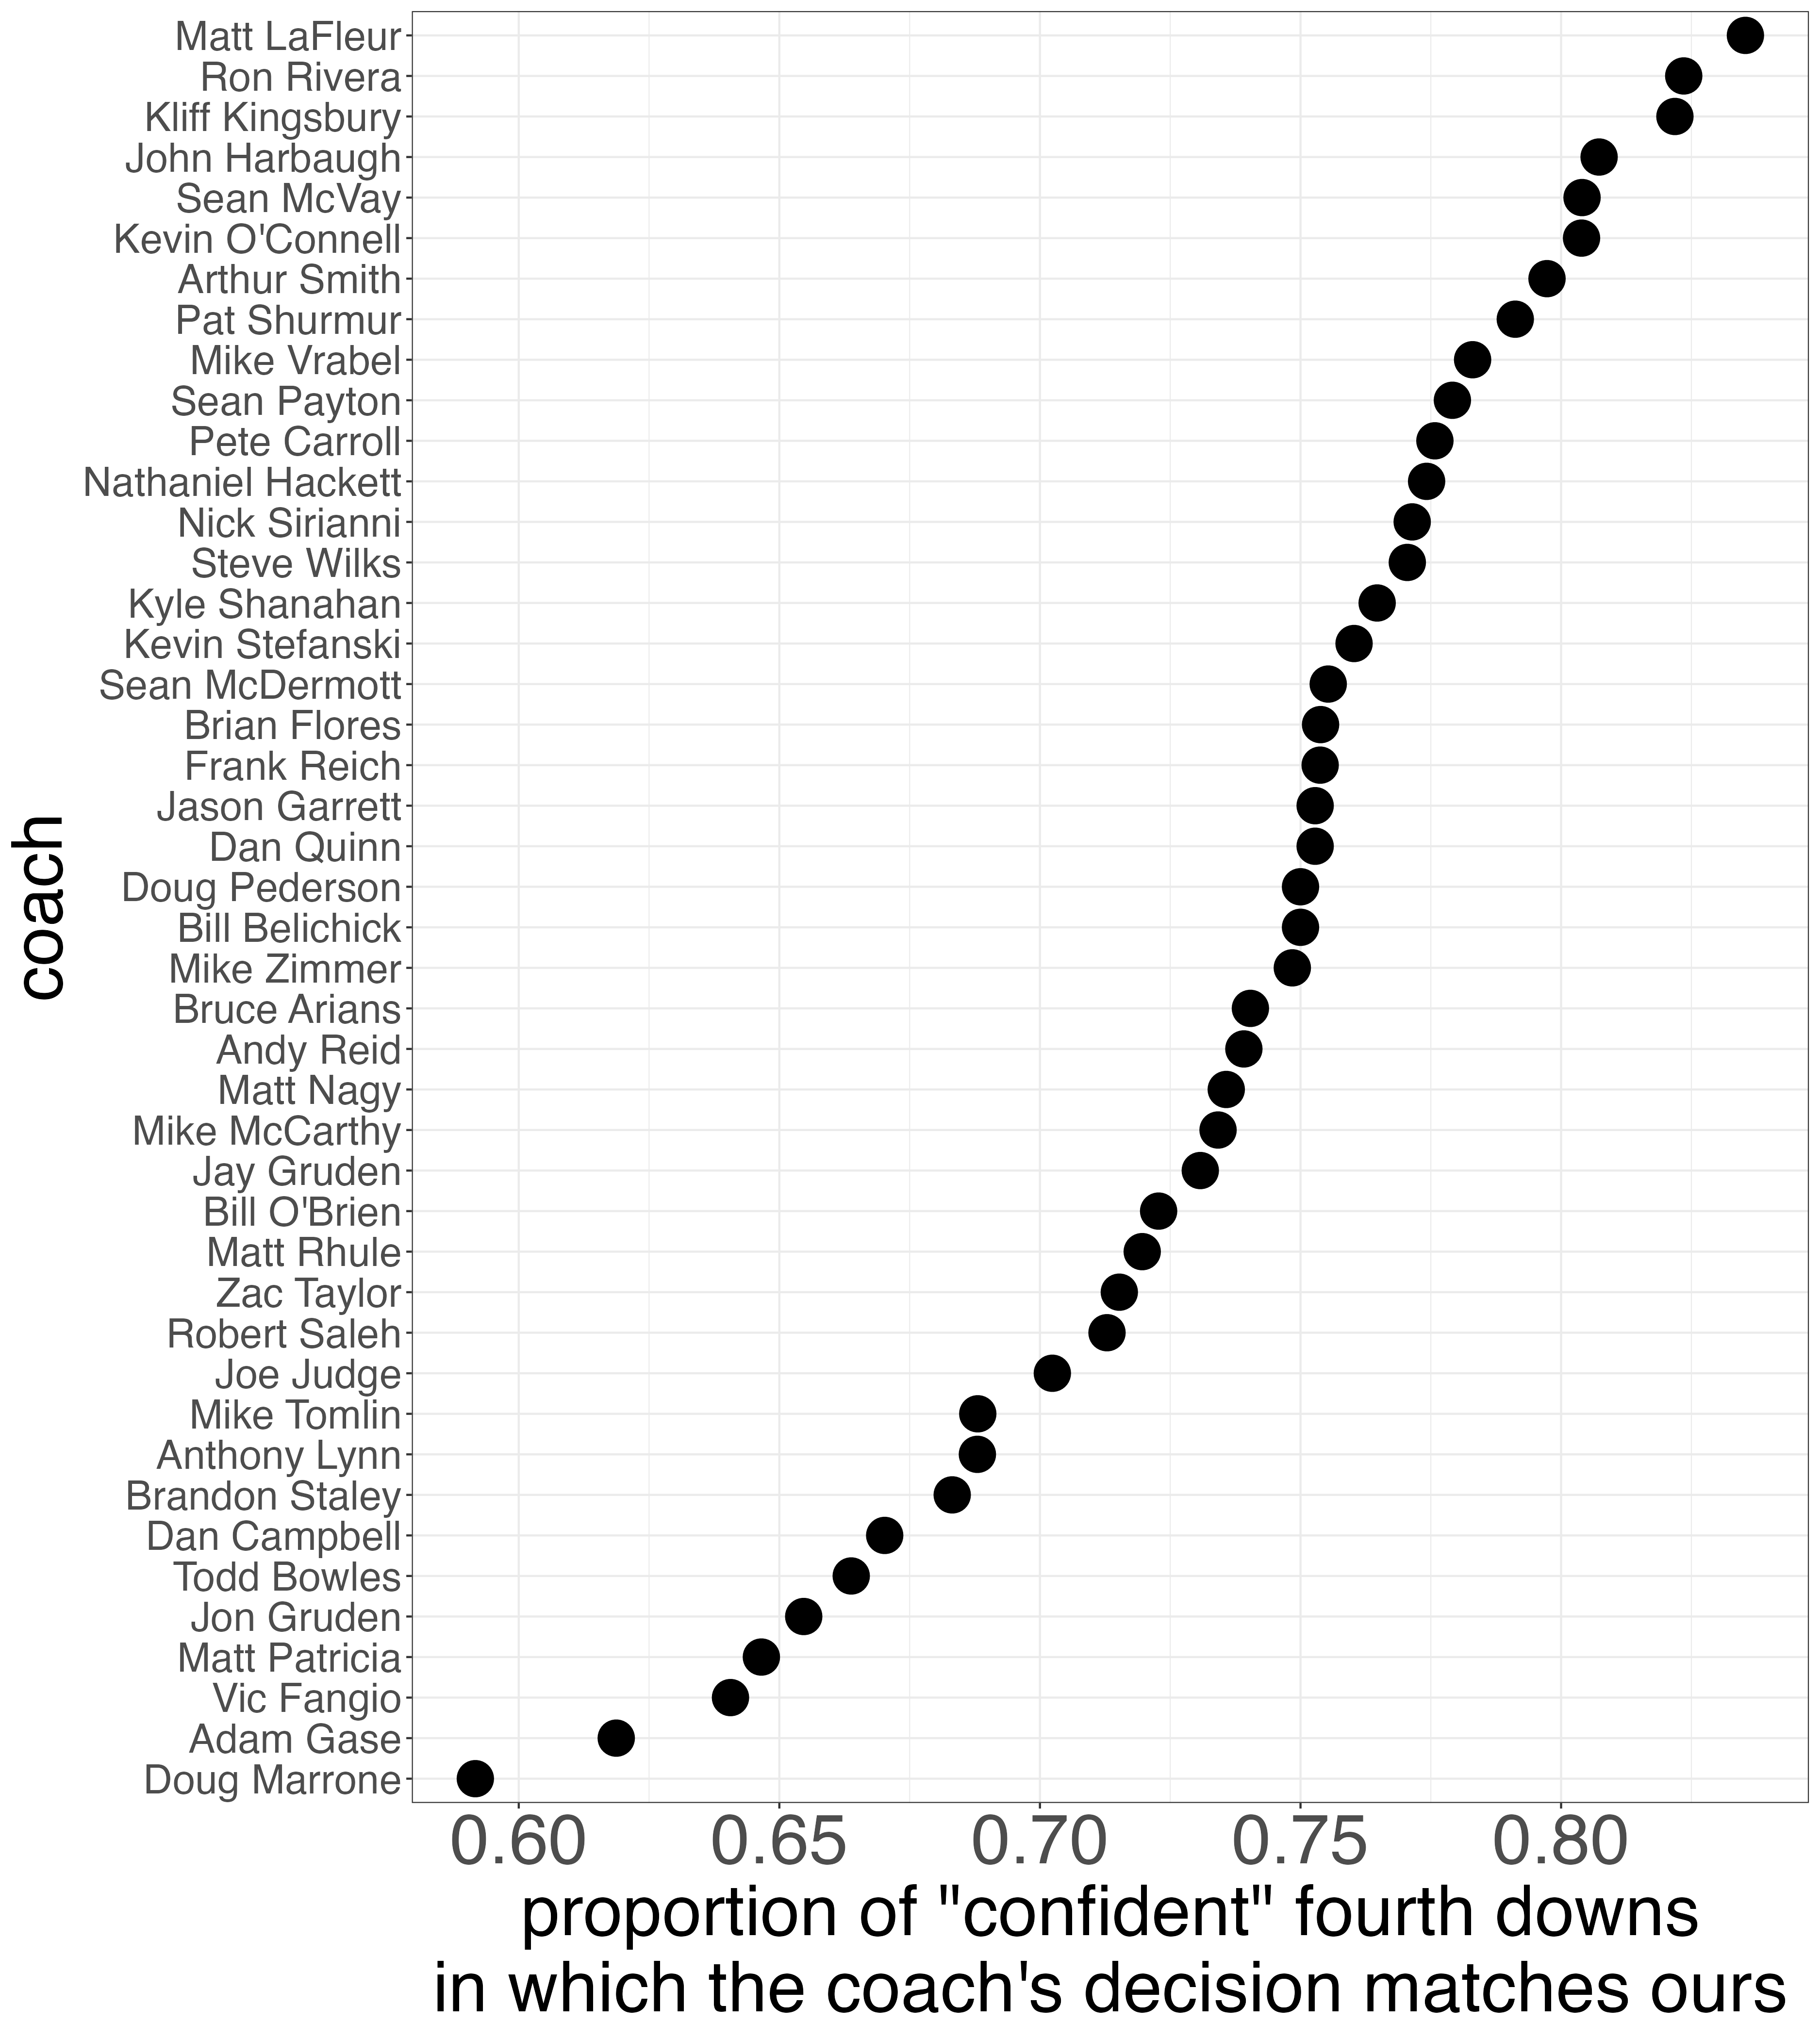 Matt LaFleur
Ron Rivera
Kliff Kingsbury
John Harbaugh
Sean McVay
Kevin O'Connell
Arthur Smith
Pat Shurmur
Mike Vrabel
Sean Payton
Pete Carroll
Nathaniel Hackett
Nick Sirianni
Steve Wilks
Kyle Shanahan
Kevin Stefanski
Sean McDermott
Brian Flores
Frank Reich
Jason Garrett
Dan Quinn
Doug Pederson
Bill Belichick
Mike Zimmer
Bruce Arians
Andy Reid
Matt Nagy
Mike McCarthy
Jay Gruden
Bill O'Brien
Matt Rhule
Zac Taylor
Robert Saleh
Joe Judge
Mike Tomlin
Anthony Lynn
Brandon Staley
Dan Campbell
Todd Bowles
Jon Gruden
Matt Patricia
Vic Fangio
Adam Gase
Doug Marrone
coach
0.60 0.65 0.70 0.75 0.80
proportion of "confident" fourth downs
in which the coach's decision matches ours